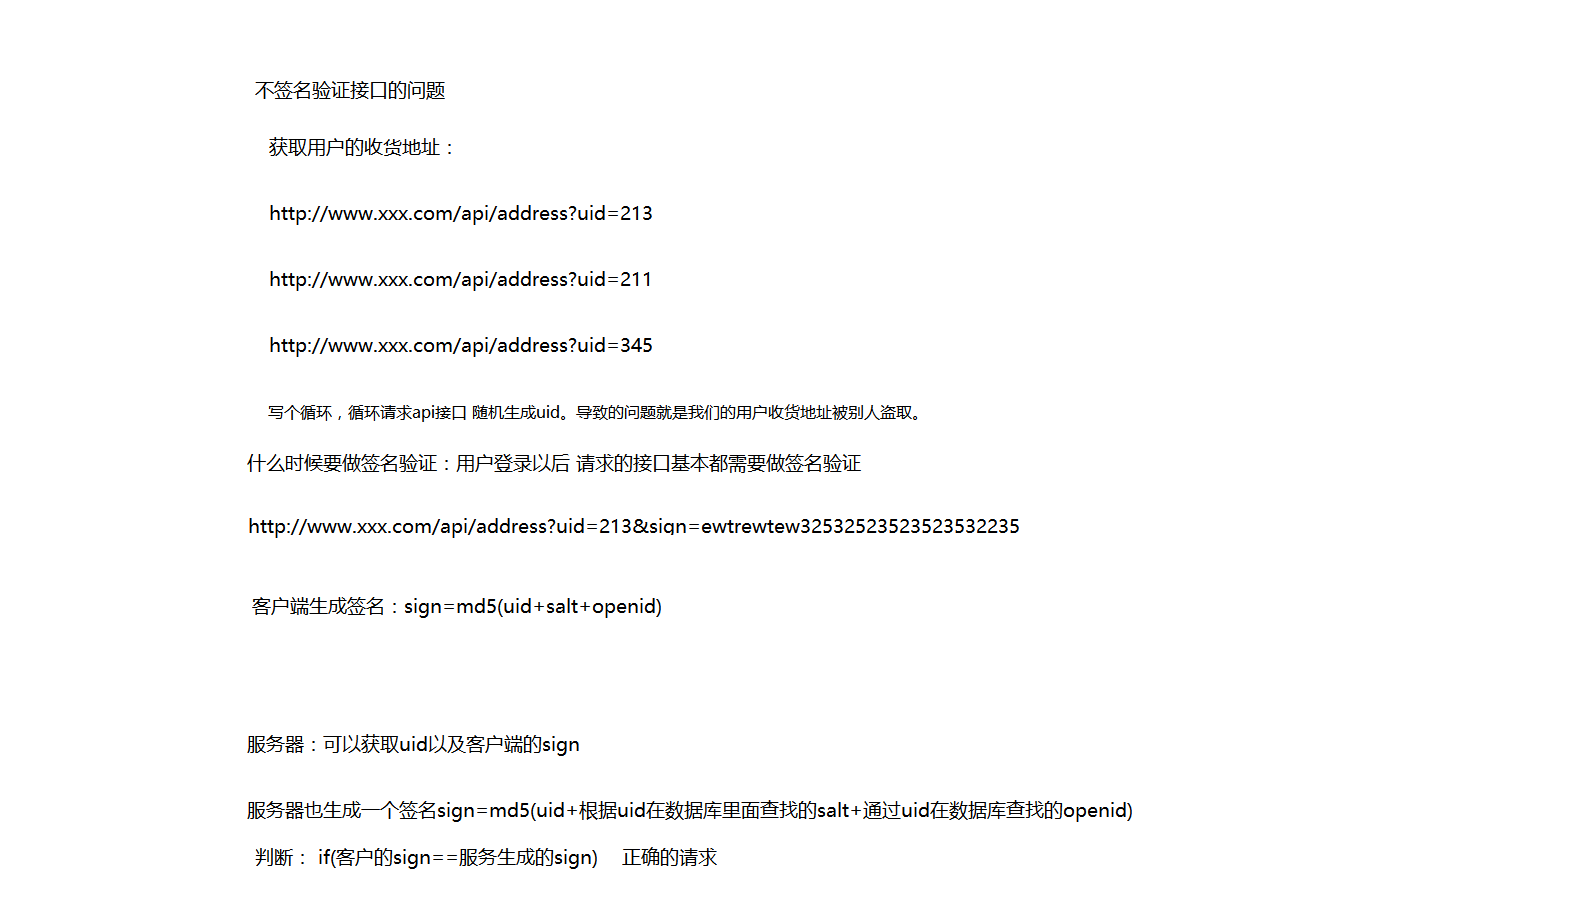 不签名验证接口的问题
获取用户的收货地址：
http://www.xxx.com/api/address?uid=213
http://www.xxx.com/api/address?uid=211
http://www.xxx.com/api/address?uid=345
写个循环，循环请求api接口 随机生成uid。导致的问题就是我们的用户收货地址被别人盗取。
什么时候要做签名验证：用户登录以后 请求的接口基本都需要做签名验证
http://www.xxx.com/api/address?uid=213&sign=ewtrewtew32532523523523532235
客户端生成签名：sign=md5(uid+salt+openid)
服务器：可以获取uid以及客户端的sign
服务器也生成一个签名sign=md5(uid+根据uid在数据库里面查找的salt+通过uid在数据库查找的openid)
判断： if(客户的sign==服务生成的sign) 正确的请求